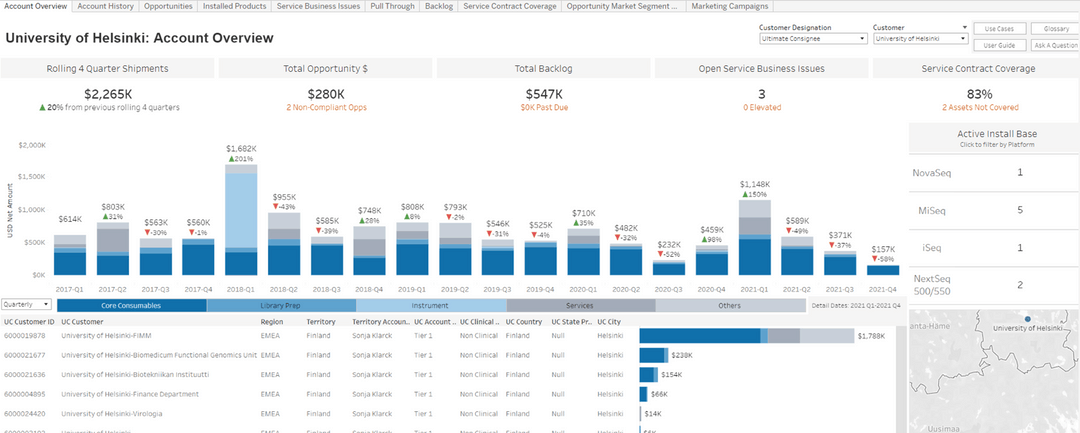 Account Overview Account History Opportunities Installed Products Service Business Issues Pull Through Backlog Service Contract Coverage Opportunity Market Segment ... Marketing Campaigns
University of Helsinki: Account Overview
Customer Designation Customer
Ultimate Consignee University of Helsinki
Use Cases Glossary
User Guide Ask A Question
Rolling 4 Quarter Shipments Total Opportunity $ Total Backlog Open Service Business Issues Service Contract Coverage
$2,265K $280K $547K 3 83%
▲ 20% from previous rolling 4 quarters 2 Non-Compliant Opps $0K Past Due 0 Elevated 2 Assets Not Covered
USD Net Amount
$2,000K
$1,500K
$1,000K
$500K
$0K
$614K
$803K
▲31%
$563K
▼-30%
$560K
▼-1%
$1,682K
▲201%
$955K
▼-43%
$585K
▼-39%
$748K
▲28%
$808K
▲8%
$793K
▼-2%
$546K
▼-31%
$525K
▼-4%
$710K
▲35%
$482K
▼-32%
$232K
▼-52%
$459K
▲98%
$1,148K
▲150%
$589K
▼-49%
$371K
▼-37%
$157K
▼-58%
2017-Q1 2017-Q2 2017-Q3 2017-Q4 2018-Q1 2018-Q2 2018-Q3 2018-Q4 2019-Q1 2019-Q2 2019-Q3 2019-Q4 2020-Q1 2020-Q2 2020-Q3 2020-Q4 2021-Q1 2021-Q2 2021-Q3 2021-Q4
Active Install Base
Click to filter by Platform
NovaSeq 1
MiSeq 5
iSeq 1
NextSeq 2
500/550
Quarterly Core Consumables Library Prep Instrument Services Others Detail Dates: 2021 Q1-2021 Q4
UC Customer ID UC Customer Region Territory Territory Accoun.. UC Account .. UC Clinical .. UC Country UC State Pr.. UC City
6000019878 University of Helsinki-FIMM EMEA Finland Sonja Klarck Tier 1 Non Clinical Finland Null Helsinki $1,788K
6000021677 University of Helsinki-Biomedicum Functional Genomics Unit EMEA Finland Sonja Klarck Tier 1 Non Clinical Finland Null Helsinki $238K
6000021636 University of Helsinki-Biotekniikan Instituutti EMEA Finland Sonja Klarck Tier 1 Non Clinical Finland Null Helsinki $154K
6000004895 University of Helsinki-Finance Department EMEA Finland Sonja Klarck Tier 1 Non Clinical Finland Null Helsinki $66K
6000024420 University of Helsinki-Virologia EMEA Finland Sonja Klarck Tier 1 Non Clinical Finland Null Helsinki $14K
anta-Häme
University of Helsinki
Uusimaa